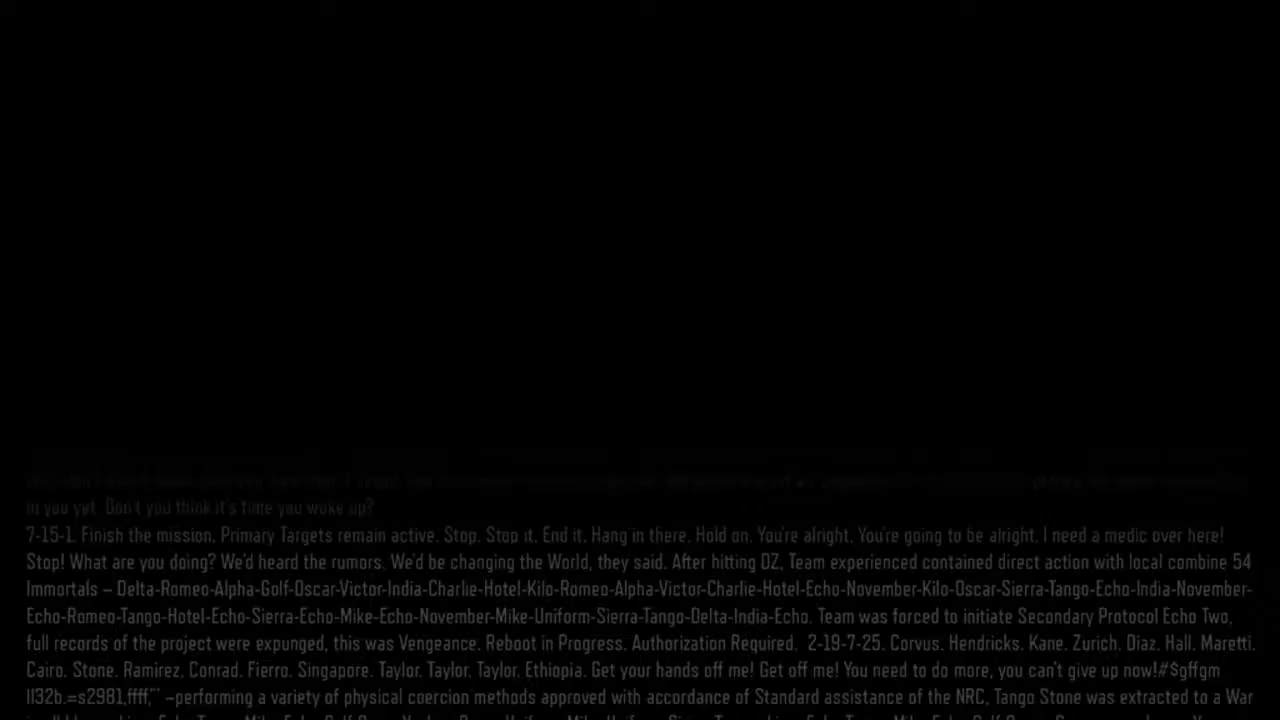 in you yet. Don't you think it's time you woke up?
7-15-1. Finish the mission. Primary Targets remain active. Stop. Stop it. End it. Hang in there. Hold on. You're alright. You're going to be alright. I need a medic over here!
Stop! What are you doing? We'd heard the rumors. We'd be changing the World, they said. After hitting DZ, Team experienced contained direct action with local combine 54
Immortals – Delta-Romeo-Alpha-Golf-Oscar-Victor-India-Charlie-Hotel-Kilo-Romeo-Alpha-Victor-Charlie-Hotel-Echo-November-Kilo-Oscar-Sierra-Tango-Echo-India-November-
Echo-Romeo-Tango-Hotel-Echo-Sierra-Echo-Mike-Echo-November-Mike-Uniform-Sierra-Tango-Delta-India-Echo. Team was forced to initiate Secondary Protocol Echo Two,
full records of the project were expunged, this was Vengeance. Reboot in Progress. Authorization Required. 2-19-7-25. Corvus. Hendricks. Kane. Zurich. Diaz. Hall. Maretti.
Cairo. Stone. Ramirez. Conrad. Fierro. Singapore. Taylor. Taylor. Taylor. Ethiopia. Get your hands off me! Get off me! You need to do more, you can't give up now!#$gffgm
l132b.=s2981,ffff,"' –performing a variety of physical coercion methods approved with accordance of Standard assistance of the NRC, Tango Stone was extracted to a War